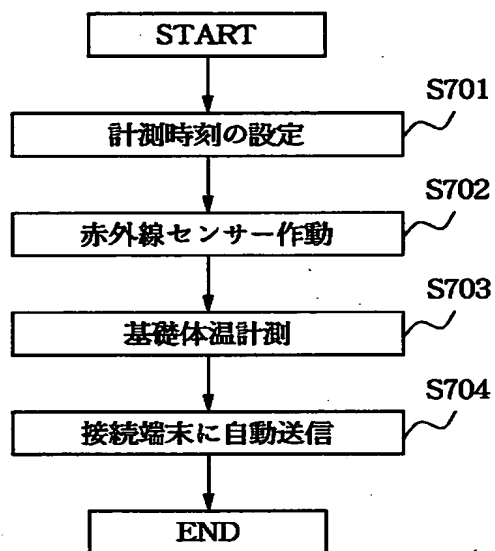 START
S701
計測時刻の設定
S702
赤外線センサー作動
S703
基礎体温計測
S704
接続端末に自動送信
END